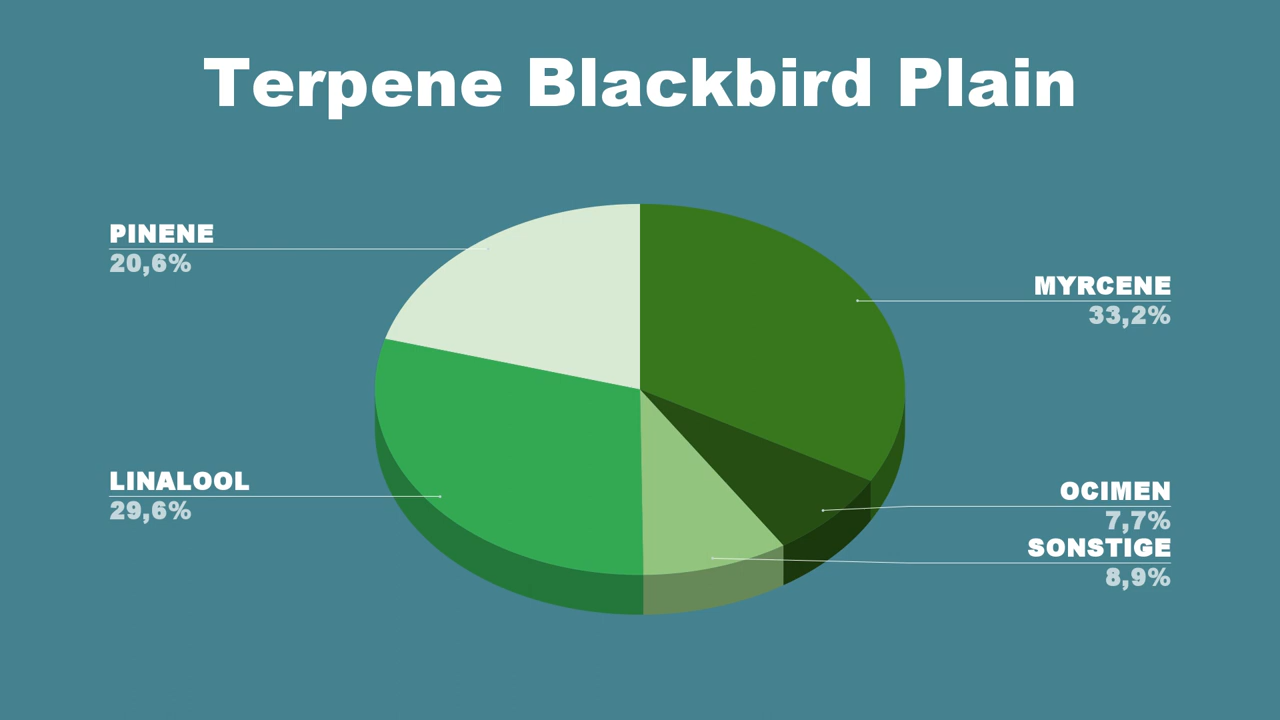 Terpene Blackbird Plain
PINENE
20,6%
MYRCENE
33,2%
LINALOOL
29,6%
OCIMEN
7,7%
SONSTIGE
8,9%